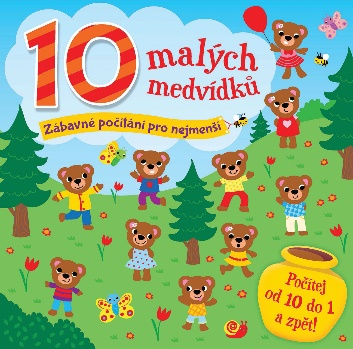 10 malých
medvídků
Zábavné počítání pro nejmenší
Počítej
od 10 do 1
a zpět!